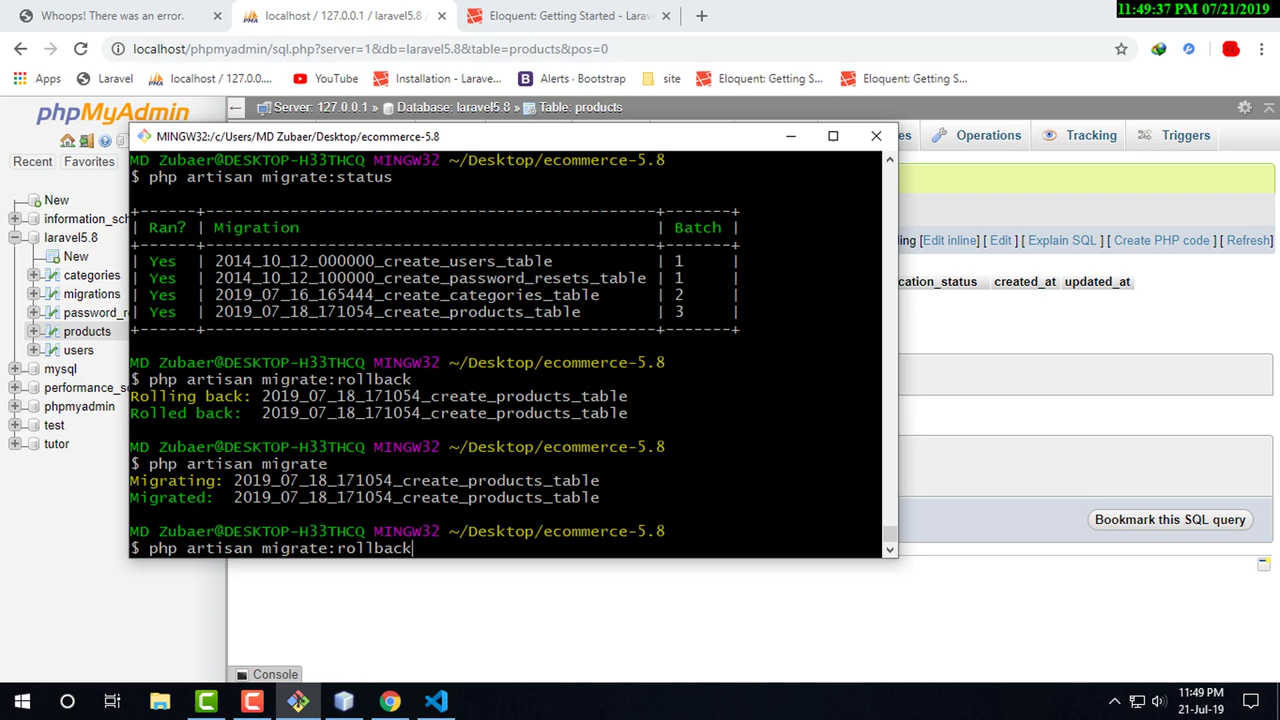 Whoops! There was an error.
localhost / 127.0.0.1 / laravel5.8 /
Eloquent: Getting Started - Larav
11:49:37 PM 07/21/2019
localhost/phpmyadmin/sql.php?server=1&db=laravel5.8&table=products&pos=0
Apps
Laravel
localhost / 127.0.0....
YouTube
Installation - Larave...
Alerts · Bootstrap
site
Eloquent: Getting S...
Eloquent: Getting S...
phpMyAdmin
Server: 127.0.0.1 » Database: laravel5.8 » Table: products
Operations
Tracking
Triggers
Recent
Favorites
New
information_sch
laravel5.8
New
categories
migrations
password_re
products
users
mysql
performance_s
phpmyadmin
test
tutor
MINGW32:/c/Users/MD Zubaer/Desktop/ecommerce-5.8
MD Zubaer@DESKTOP-H33THCQ MINGW32 ~/Desktop/ecommerce-5.8
$ php artisan migrate:status
+------+------------------------------------------------+-------+
| Ran? | Migration | Batch |
+------+------------------------------------------------+-------+
| Yes | 2014_10_12_000000_create_users_table | 1 |
| Yes | 2014_10_12_100000_create_password_resets_table | 1 |
| Yes | 2019_07_16_165444_create_categories_table | 2 |
| Yes | 2019_07_18_171054_create_products_table | 3 |
+------+------------------------------------------------+-------+
MD Zubaer@DESKTOP-H33THCQ MINGW32 ~/Desktop/ecommerce-5.8
$ php artisan migrate:rollback
Rolling back: 2019_07_18_171054_create_products_table
Rolled back: 2019_07_18_171054_create_products_table
MD Zubaer@DESKTOP-H33THCQ MINGW32 ~/Desktop/ecommerce-5.8
$ php artisan migrate
Migrating: 2019_07_18_171054_create_products_table
Migrated: 2019_07_18_171054_create_products_table
MD Zubaer@DESKTOP-H33THCQ MINGW32 ~/Desktop/ecommerce-5.8
$ php artisan migrate:rollback
[Edit inline] [ Edit ] [ Explain SQL ] [ Create PHP code ] [ Refresh]
created_at updated_at
Bookmark this SQL query
Console
11:49 PM
21-Jul-19